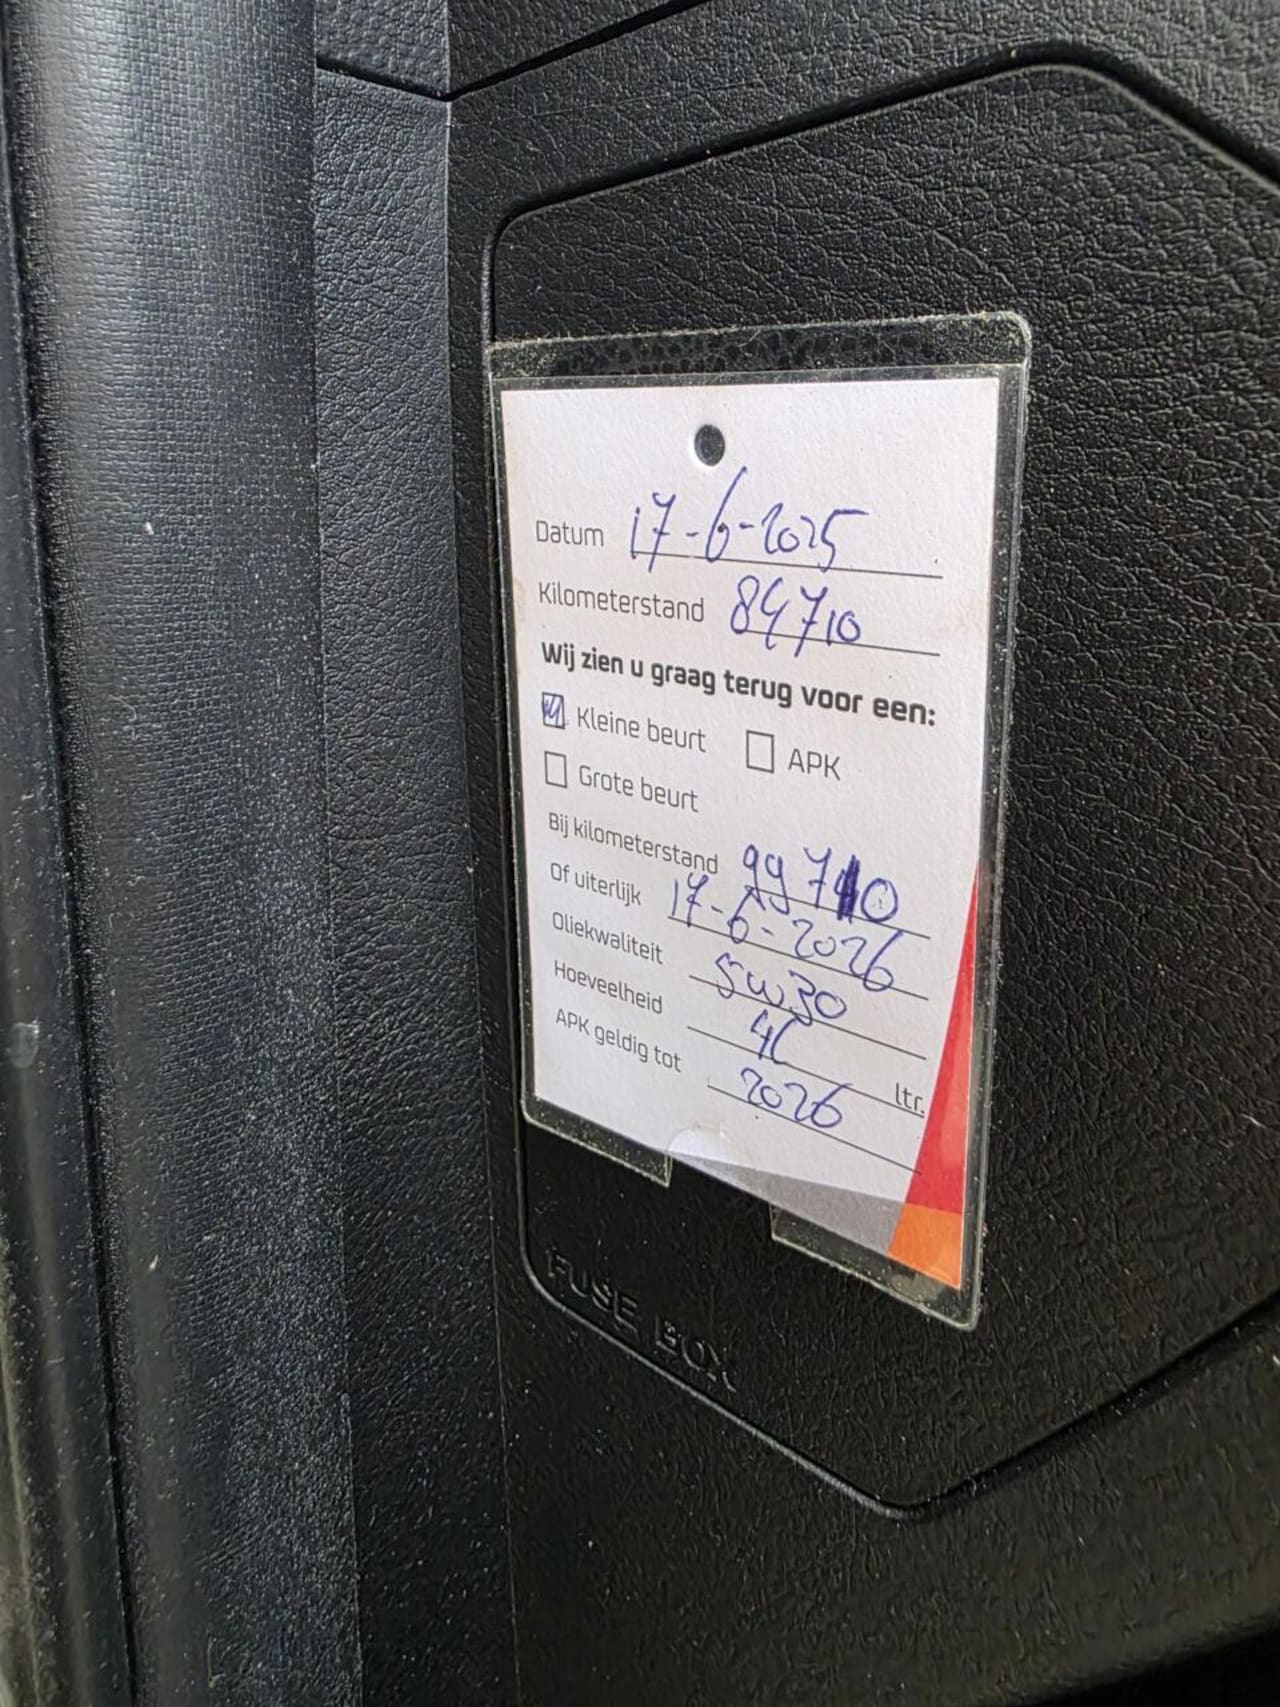 Datum 17-6-2025
Kilometerstand 84710
Wij zien u graag terug voor een:
Kleine beurt APK
Grote beurt
Bij kilometerstand 99710
Of uiterlijk 17-6-2026
Oliekwaliteit 5W30
Hoeveelheid 4L ltr.
APK geldig tot 2026
FUSE BOX